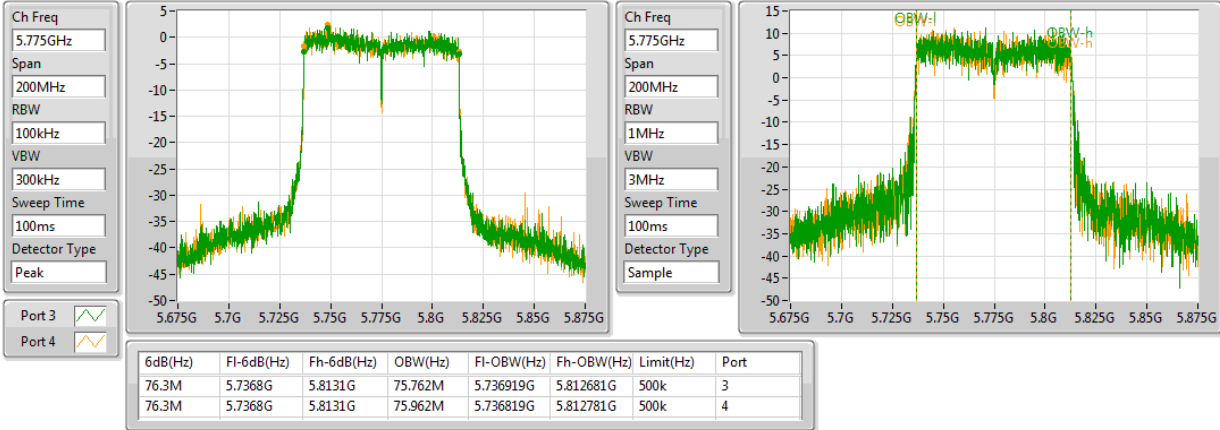 Ch Freq
5.775GHz
Span
200MHz
RBW
100kHz
VBW
300kHz
Sweep Time
100ms
Detector Type
Peak
Port 3
Port 4
5
0
-5
-10
-15
-20
-25
-30
-35
-40
-45
-50
5.675G 5.7G 5.725G 5.75G 5.775G 5.8G 5.825G 5.85G 5.875G
Ch Freq
5.775GHz
Span
200MHz
RBW
1MHz
VBW
3MHz
Sweep Time
100ms
Detector Type
Sample
15
10
5
0
-5
-10
-15
-20
-25
-30
-35
-40
-45
-50
OBW-l
OBW-l
OBW-h
OBW-h
5.675G 5.7G 5.725G 5.75G 5.775G 5.8G 5.825G 5.85G 5.875G
6dB(Hz) Fl-6dB(Hz) Fh-6dB(Hz) OBW(Hz) Fl-OBW(Hz) Fh-OBW(Hz) Limit(Hz) Port
76.3M 5.7368G 5.8131G 75.762M 5.736919G 5.812681G 500k 3
76.3M 5.7368G 5.8131G 75.962M 5.736819G 5.812781G 500k 4